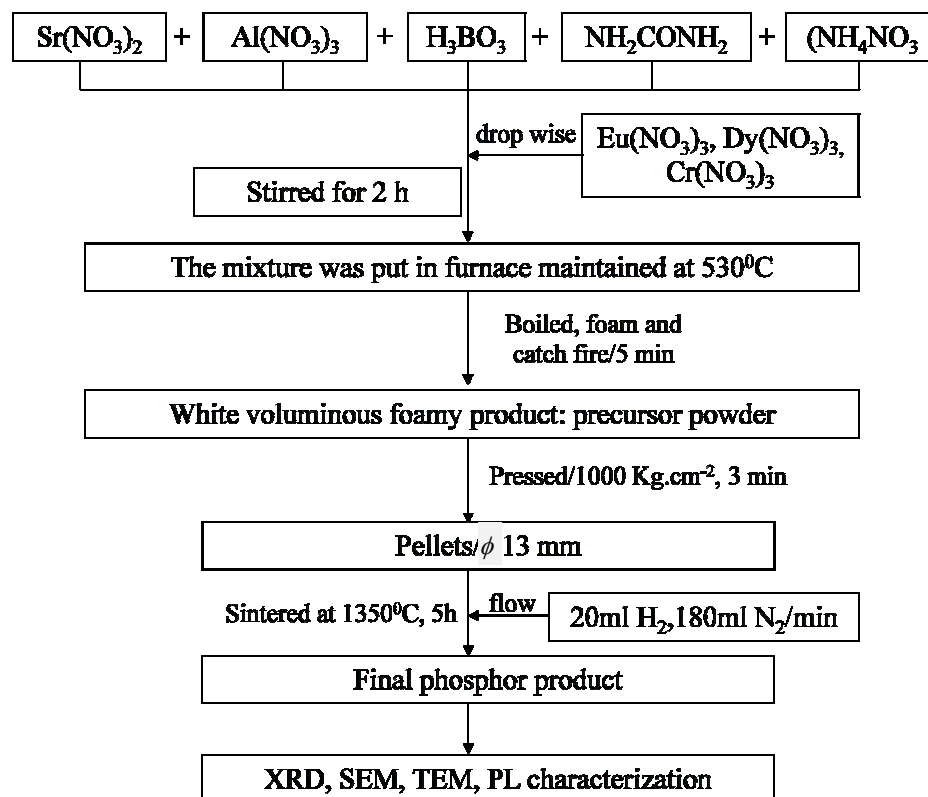 Sr(NO₃)₂ + Al(NO₃)₃ + H₃BO₃ + NH₂CONH₂ + (NH₄NO₃
drop wise
Eu(NO₃)₃, Dy(NO₃)₃,
Cr(NO₃)₃
Stirred for 2 h
The mixture was put in furnace maintained at 530⁰C
Boiled, foam and
catch fire/5 min
White voluminous foamy product: precursor powder
Pressed/1000 Kg.cm⁻², 3 min
Pellets/ϕ 13 mm
Sintered at 1350⁰C, 5h
flow
20ml H₂,180ml N₂/min
Final phosphor product
XRD, SEM, TEM, PL characterization